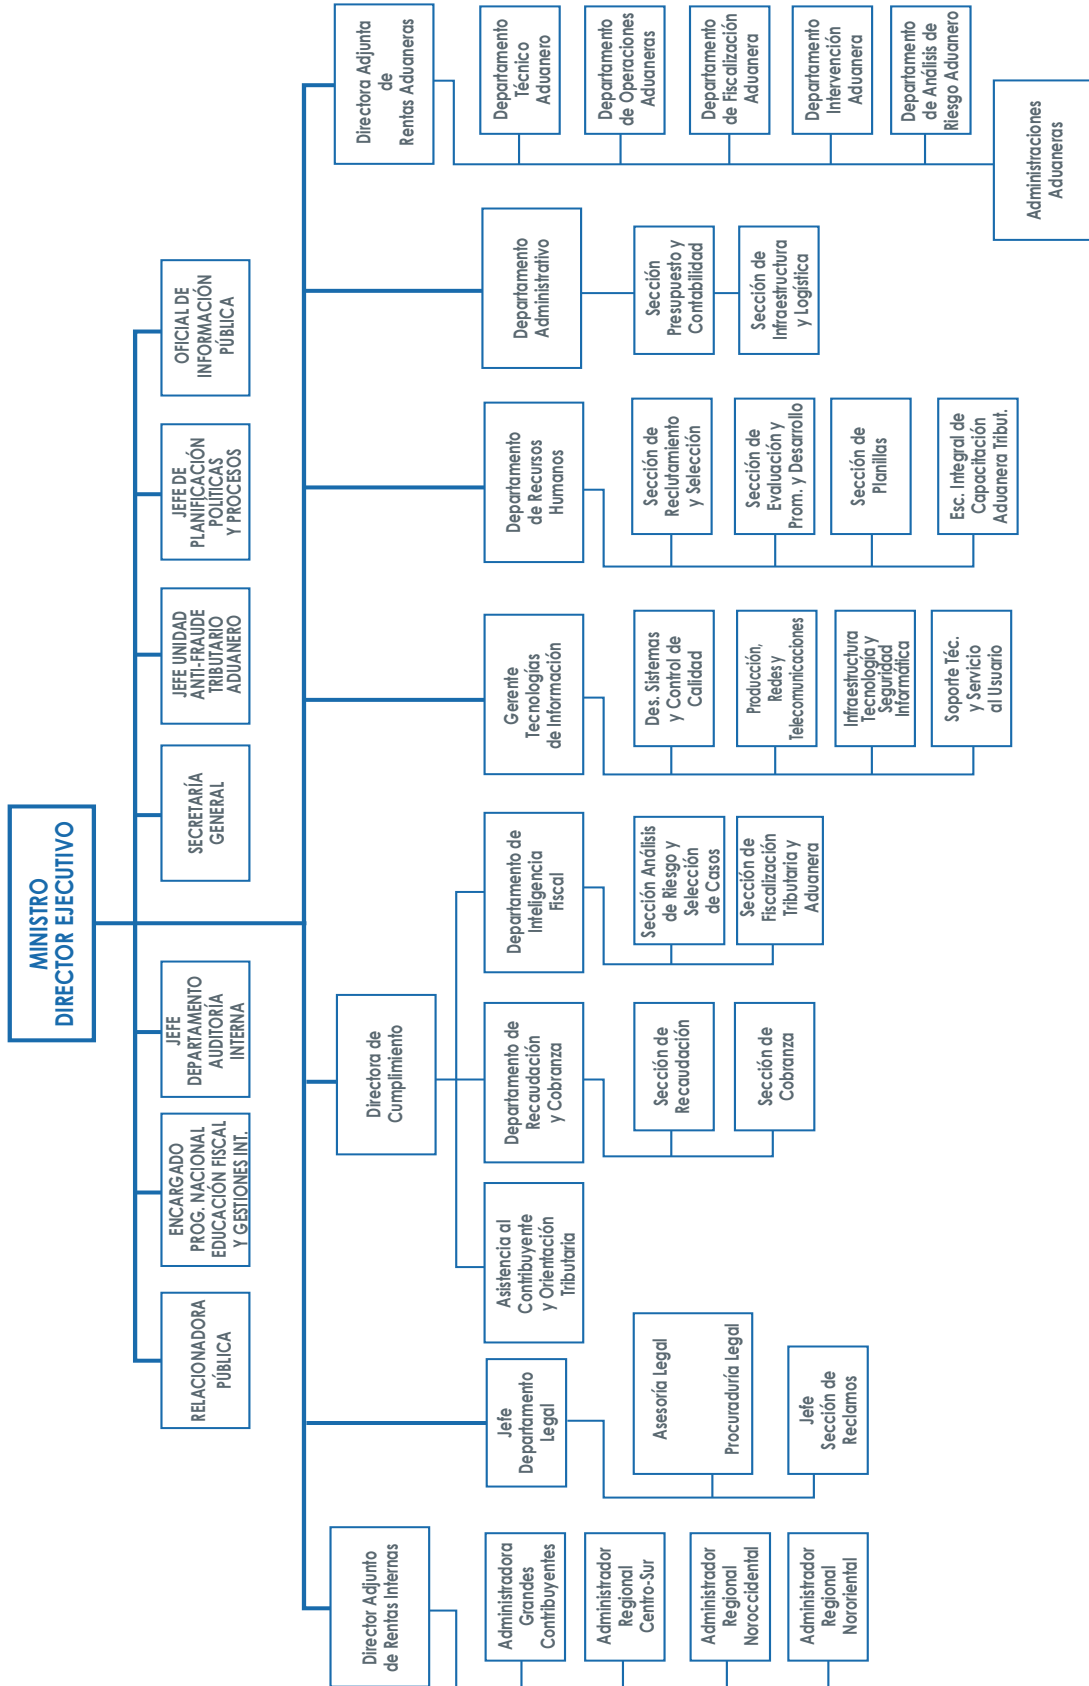 MINISTRO
DIRECTOR EJECUTIVO
RELACIONADORA
PÚBLICA
ENCARGADO
PROG. NACIONAL
EDUCACIÓN FISCAL
Y GESTIONES INT.
JEFE
DEPARTAMENTO
AUDITORÍA
INTERNA
SECRETARÍA
GENERAL
JEFE UNIDAD
ANTI-FRAUDE
TRIBUTARIO
ADUANERO
JEFE DE
PLANIFICACIÓN
POLÍTICAS
Y PROCESOS
OFICIAL DE
INFORMACIÓN
PÚBLICA
Director Adjunto
de Rentas Internas
Administradora
Grandes
Contribuyentes
Administrador
Regional
Centro-Sur
Administrador
Regional
Noroccidental
Administrador
Regional
Nororiental
Jefe
Departamento
Legal
Asesoría Legal
Procuraduría Legal
Jefe
Sección de
Reclamos
Directora de
Cumplimiento
Asistencia al
Contribuyente
y Orientación
Tributaria
Departamento de
Recaudación
y Cobranza
Sección de
Recaudación
Sección de
Cobranza
Departamento de
Inteligencia
Fiscal
Sección Análisis
de Riesgo y
Selección
de Casos
Sección de
Fiscalización
Tributaria y
Aduanera
Gerente
Tecnologías
de Información
Des. Sistemas
y Control de
Calidad
Producción,
Redes y
Telecomunicaciones
Infraestructura
Tecnología y
Seguridad
Informática
Soporte Téc.
y Servicio
al Usuario
Departamento
de Recursos
Humanos
Sección de
Reclutamiento
y Selección
Sección de
Evaluación y
Prom. y Desarrollo
Sección de
Planillas
Esc. Integral de
Capacitación
Aduanera Tribut.
Departamento
Administrativo
Sección
Presupuesto y
Contabilidad
Sección de
Infraestructura
y Logística
Directora Adjunta
de
Rentas Aduaneras
Departamento
Técnico
Aduanero
Departamento
de Operaciones
Aduaneras
Departamento
de Fiscalización
Aduanera
Departamento
Intervención
Aduanera
Departamento
de Análisis de
Riesgo Aduanero
Administraciones
Aduaneras